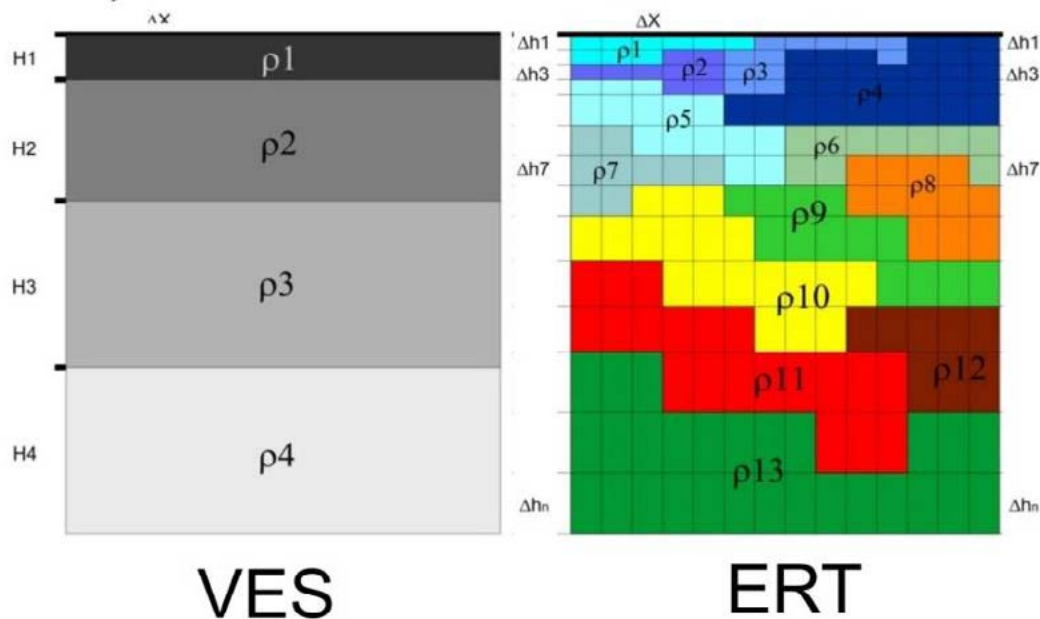 ΔX
H1
ρ1
H2
ρ2
H3
ρ3
H4
ρ4
VES
ΔX
Δh1
ρ1
Δh1
Δh3
ρ2
ρ3
Δh3
ρ4
ρ5
ρ6
Δh7
ρ7
ρ8
Δh7
ρ9
ρ10
ρ11
ρ12
ρ13
Δhn
Δhn
ERT